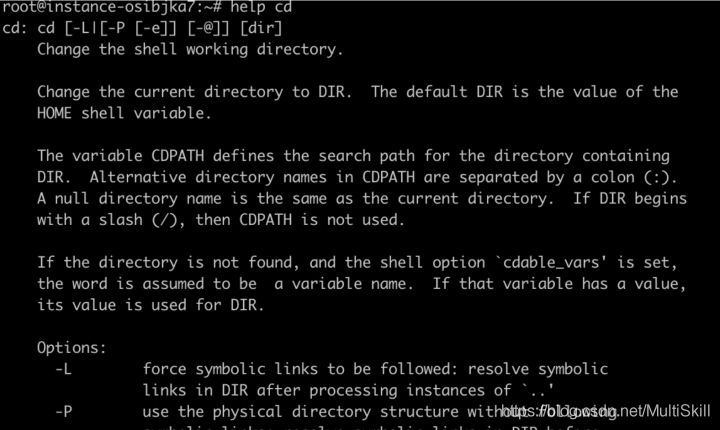 root@instance-osibjka7:~# help cd
cd: cd [-L|[-P [-e]] [-@]] [dir]
    Change the shell working directory.

    Change the current directory to DIR.  The default DIR is the value of the
    HOME shell variable.

    The variable CDPATH defines the search path for the directory containing
    DIR.  Alternative directory names in CDPATH are separated by a colon (:).
    A null directory name is the same as the current directory.  If DIR begins
    with a slash (/), then CDPATH is not used.

    If the directory is not found, and the shell option `cdable_vars' is set,
    the word is assumed to be  a variable name.  If that variable has a value,
    its value is used for DIR.

    Options:
      -L        force symbolic links to be followed: resolve symbolic
                links in DIR after processing instances of `..'
      -P        use the physical directory structure without following
https://blog.csdn.net/MultiSkill